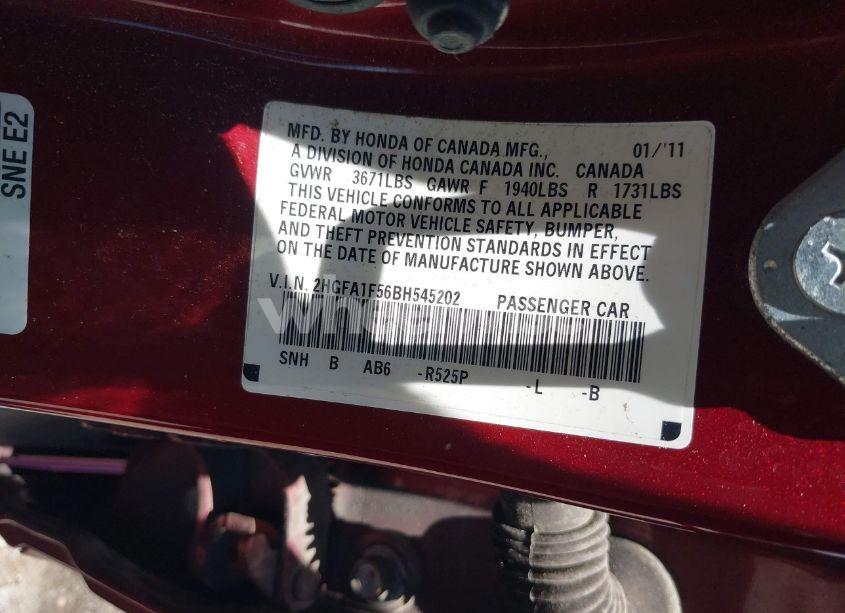 SNE E2
MFD. BY HONDA OF CANADA MFG., 01/'11
A DIVISION OF HONDA CANADA INC. CANADA
GVWR 3671LBS GAWR F 1940LBS R 1731LBS
THIS VEHICLE CONFORMS TO ALL APPLICABLE
FEDERAL MOTOR VEHICLE SAFETY, BUMPER,
AND THEFT PREVENTION STANDARDS IN EFFECT
ON THE DATE OF MANUFACTURE SHOWN ABOVE.
V.I.N. 2HGFA1F56BH545202 PASSENGER CAR
SNH B AB6 -R525P -L -B